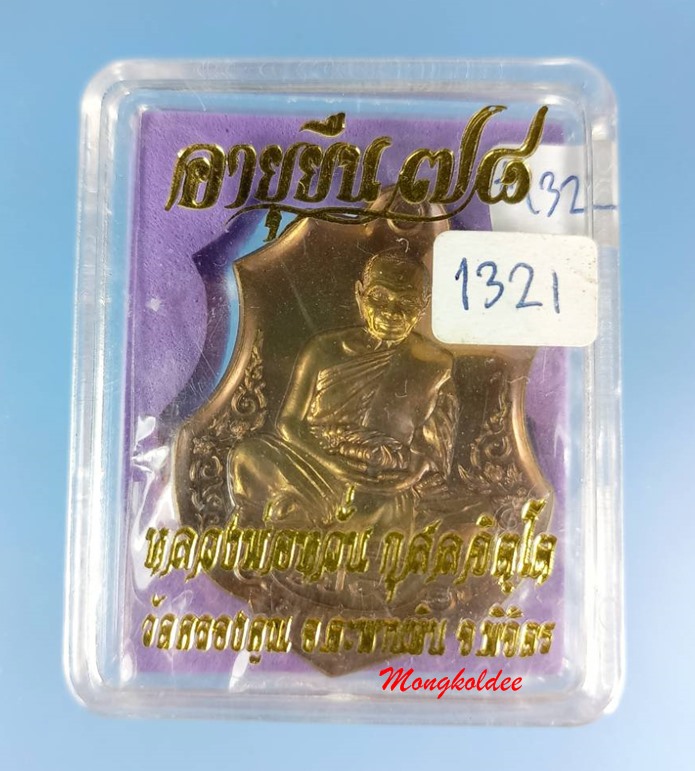 อายุยืน ๗๘
132
1321
หลวงพ่อหวั่น กุสลจิตฺโต
วัดคลองคูณ อ.ตะพานหิน จ.พิจิตร
Mongkoldee